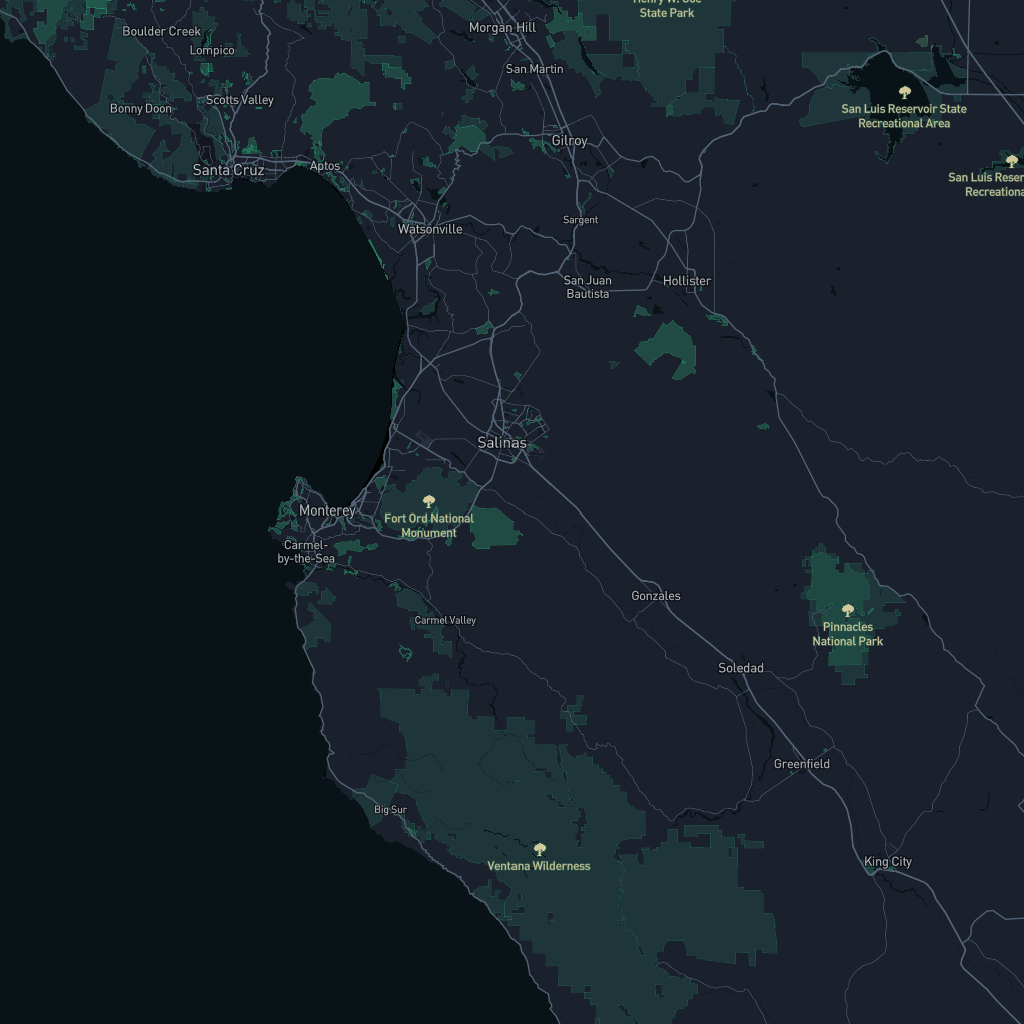 Henry W. Coe
State Park
Boulder Creek
Morgan Hill
Lompico
San Martin
Bonny Doon
Scotts Valley
San Luis Reservoir State
Recreational Area
Gilroy
Santa Cruz
Aptos
San Luis Reser
Recreationa
Sargent
Watsonville
San Juan
Bautista
Hollister
Salinas
Monterey
Fort Ord National
Monument
Carmel-
by-the-Sea
Gonzales
Carmel Valley
Pinnacles
National Park
Soledad
Greenfield
Big Sur
Ventana Wilderness
King City